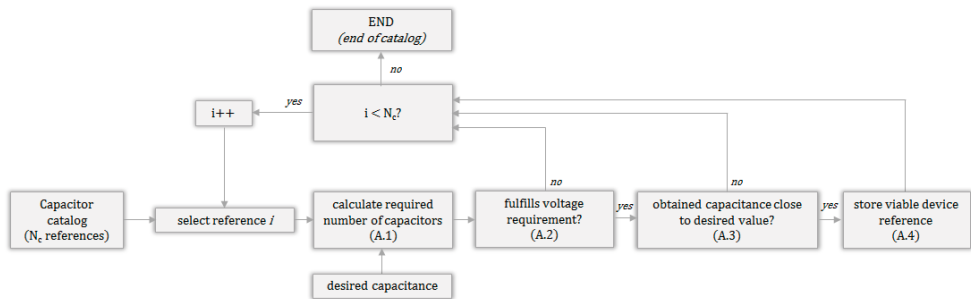 END
(end of catalog)
no
i < Nc?
yes
i++
no
no
Capacitor
catalog
(Nc references)
select reference i
calculate required
number of capacitors
(A.1)
fulfills voltage
requirement?
(A.2)
yes
obtained capacitance close
to desired value?
(A.3)
yes
store viable device
reference
(A.4)
desired capacitance